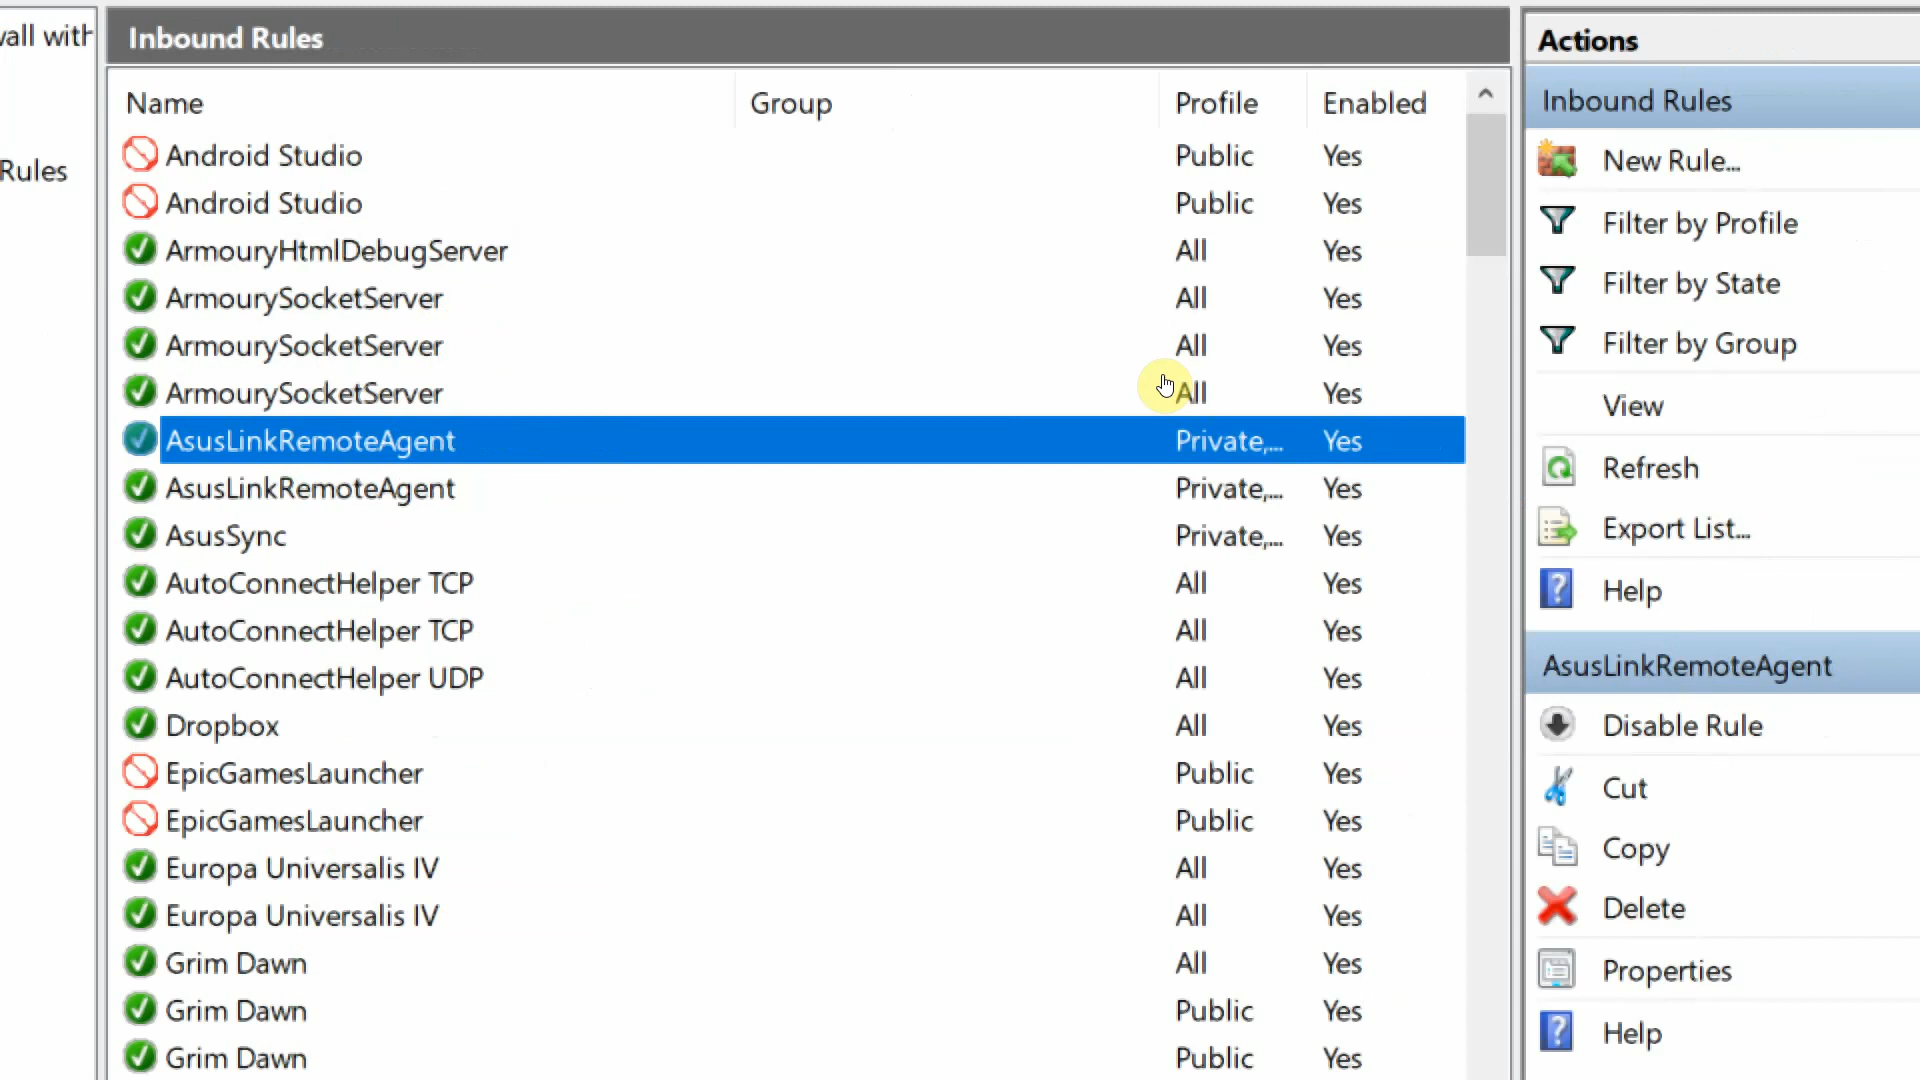 wall with
Rules
Inbound Rules
Name Group Profile Enabled
Android Studio Public Yes
Android Studio Public Yes
ArmouryHtmlDebugServer All Yes
ArmourySocketServer All Yes
ArmourySocketServer All Yes
ArmourySocketServer All Yes
AsusLinkRemoteAgent Private,... Yes
AsusLinkRemoteAgent Private,... Yes
AsusSync Private,... Yes
AutoConnectHelper TCP All Yes
AutoConnectHelper TCP All Yes
AutoConnectHelper UDP All Yes
Dropbox All Yes
EpicGamesLauncher Public Yes
EpicGamesLauncher Public Yes
Europa Universalis IV All Yes
Europa Universalis IV All Yes
Grim Dawn All Yes
Grim Dawn Public Yes
Grim Dawn Public Yes
Actions
Inbound Rules
New Rule...
Filter by Profile
Filter by State
Filter by Group
View
Refresh
Export List...
Help
AsusLinkRemoteAgent
Disable Rule
Cut
Copy
Delete
Properties
Help